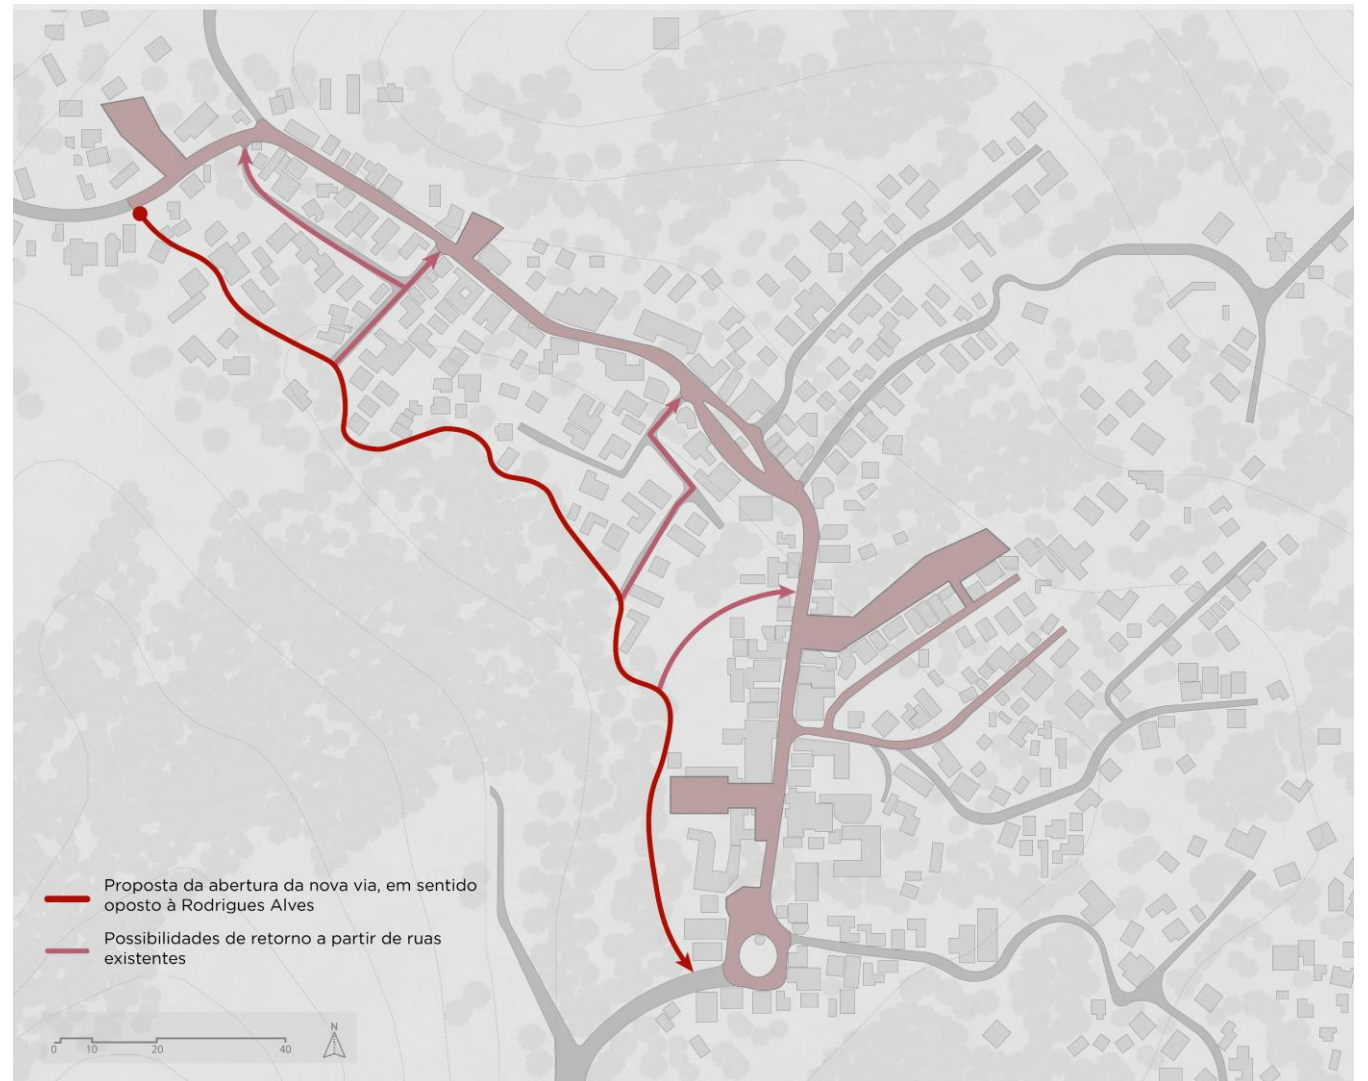 Proposta da abertura da nova via, em sentido
oposto à Rodrigues Alves
Possibilidades de retorno a partir de ruas
existentes
0 10 20 40
N